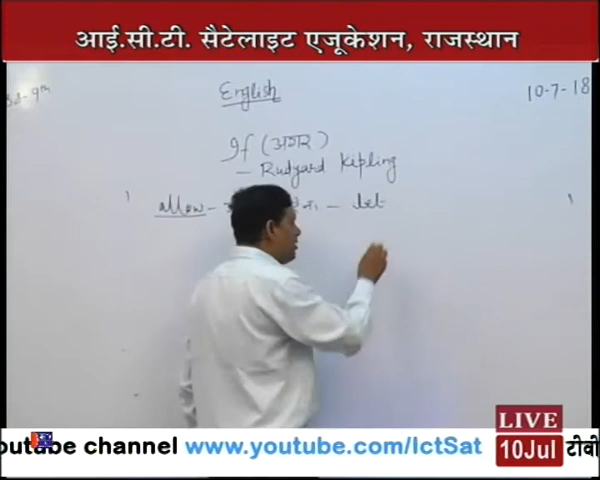 आई.सी.टी. सैटेलाइट एजूकेशन, राजस्थान
9th
English
10-7-18
If (अगर)
- Rudyard Kipling
allow - - let
LIVE
outube channel www.youtube.com/IctSat
10Jul
टीवी